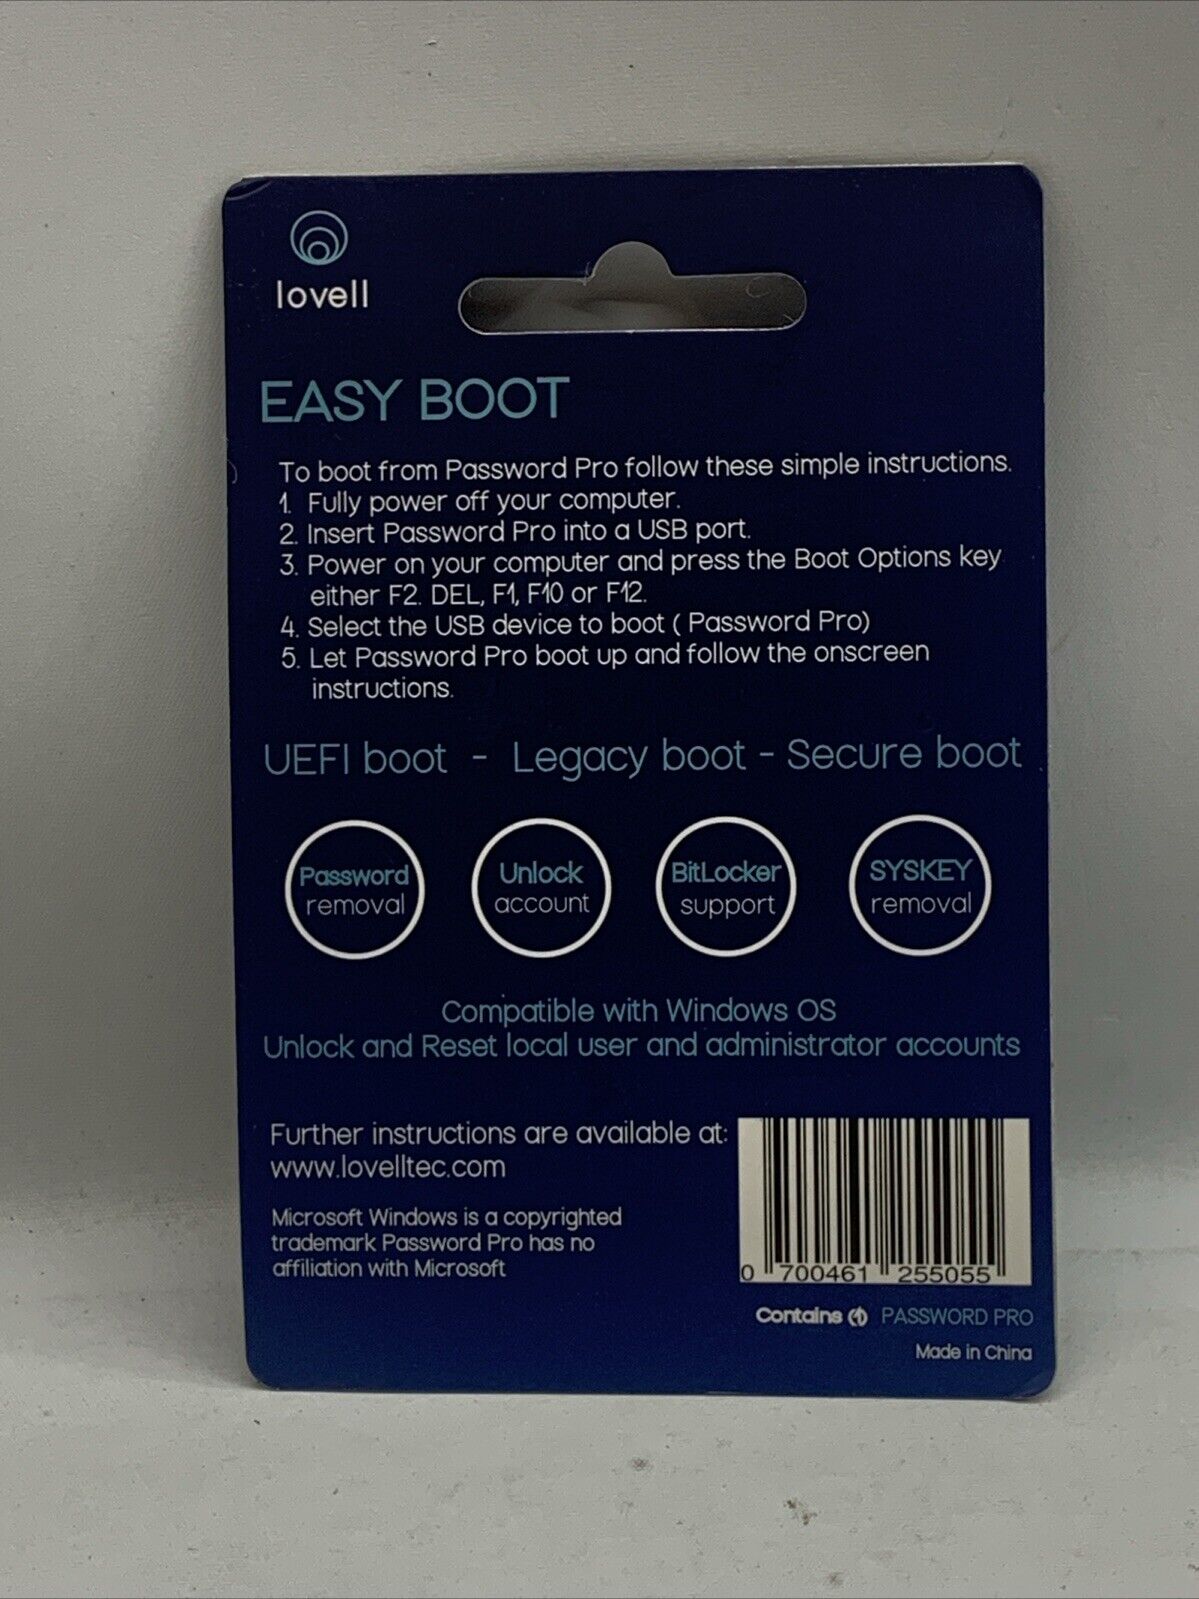 lovell
EASY BOOT
To boot from Password Pro follow these simple instructions.
1. Fully power off your computer.
2. Insert Password Pro into a USB port.
3. Power on your computer and press the Boot Options key
either F2. DEL, F1, F10 or F12.
4. Select the USB device to boot ( Password Pro)
5. Let Password Pro boot up and follow the onscreen
instructions.
UEFI boot - Legacy boot - Secure boot
Password
removal
Unlock
account
BitLocker
support
SYSKEY
removal
Compatible with Windows OS
Unlock and Reset local user and administrator accounts
Further instructions are available at:
www.lovelltec.com
Microsoft Windows is a copyrighted
trademark Password Pro has no
affiliation with Microsoft
0 700461 255055
Contains (1) PASSWORD PRO
Made in China